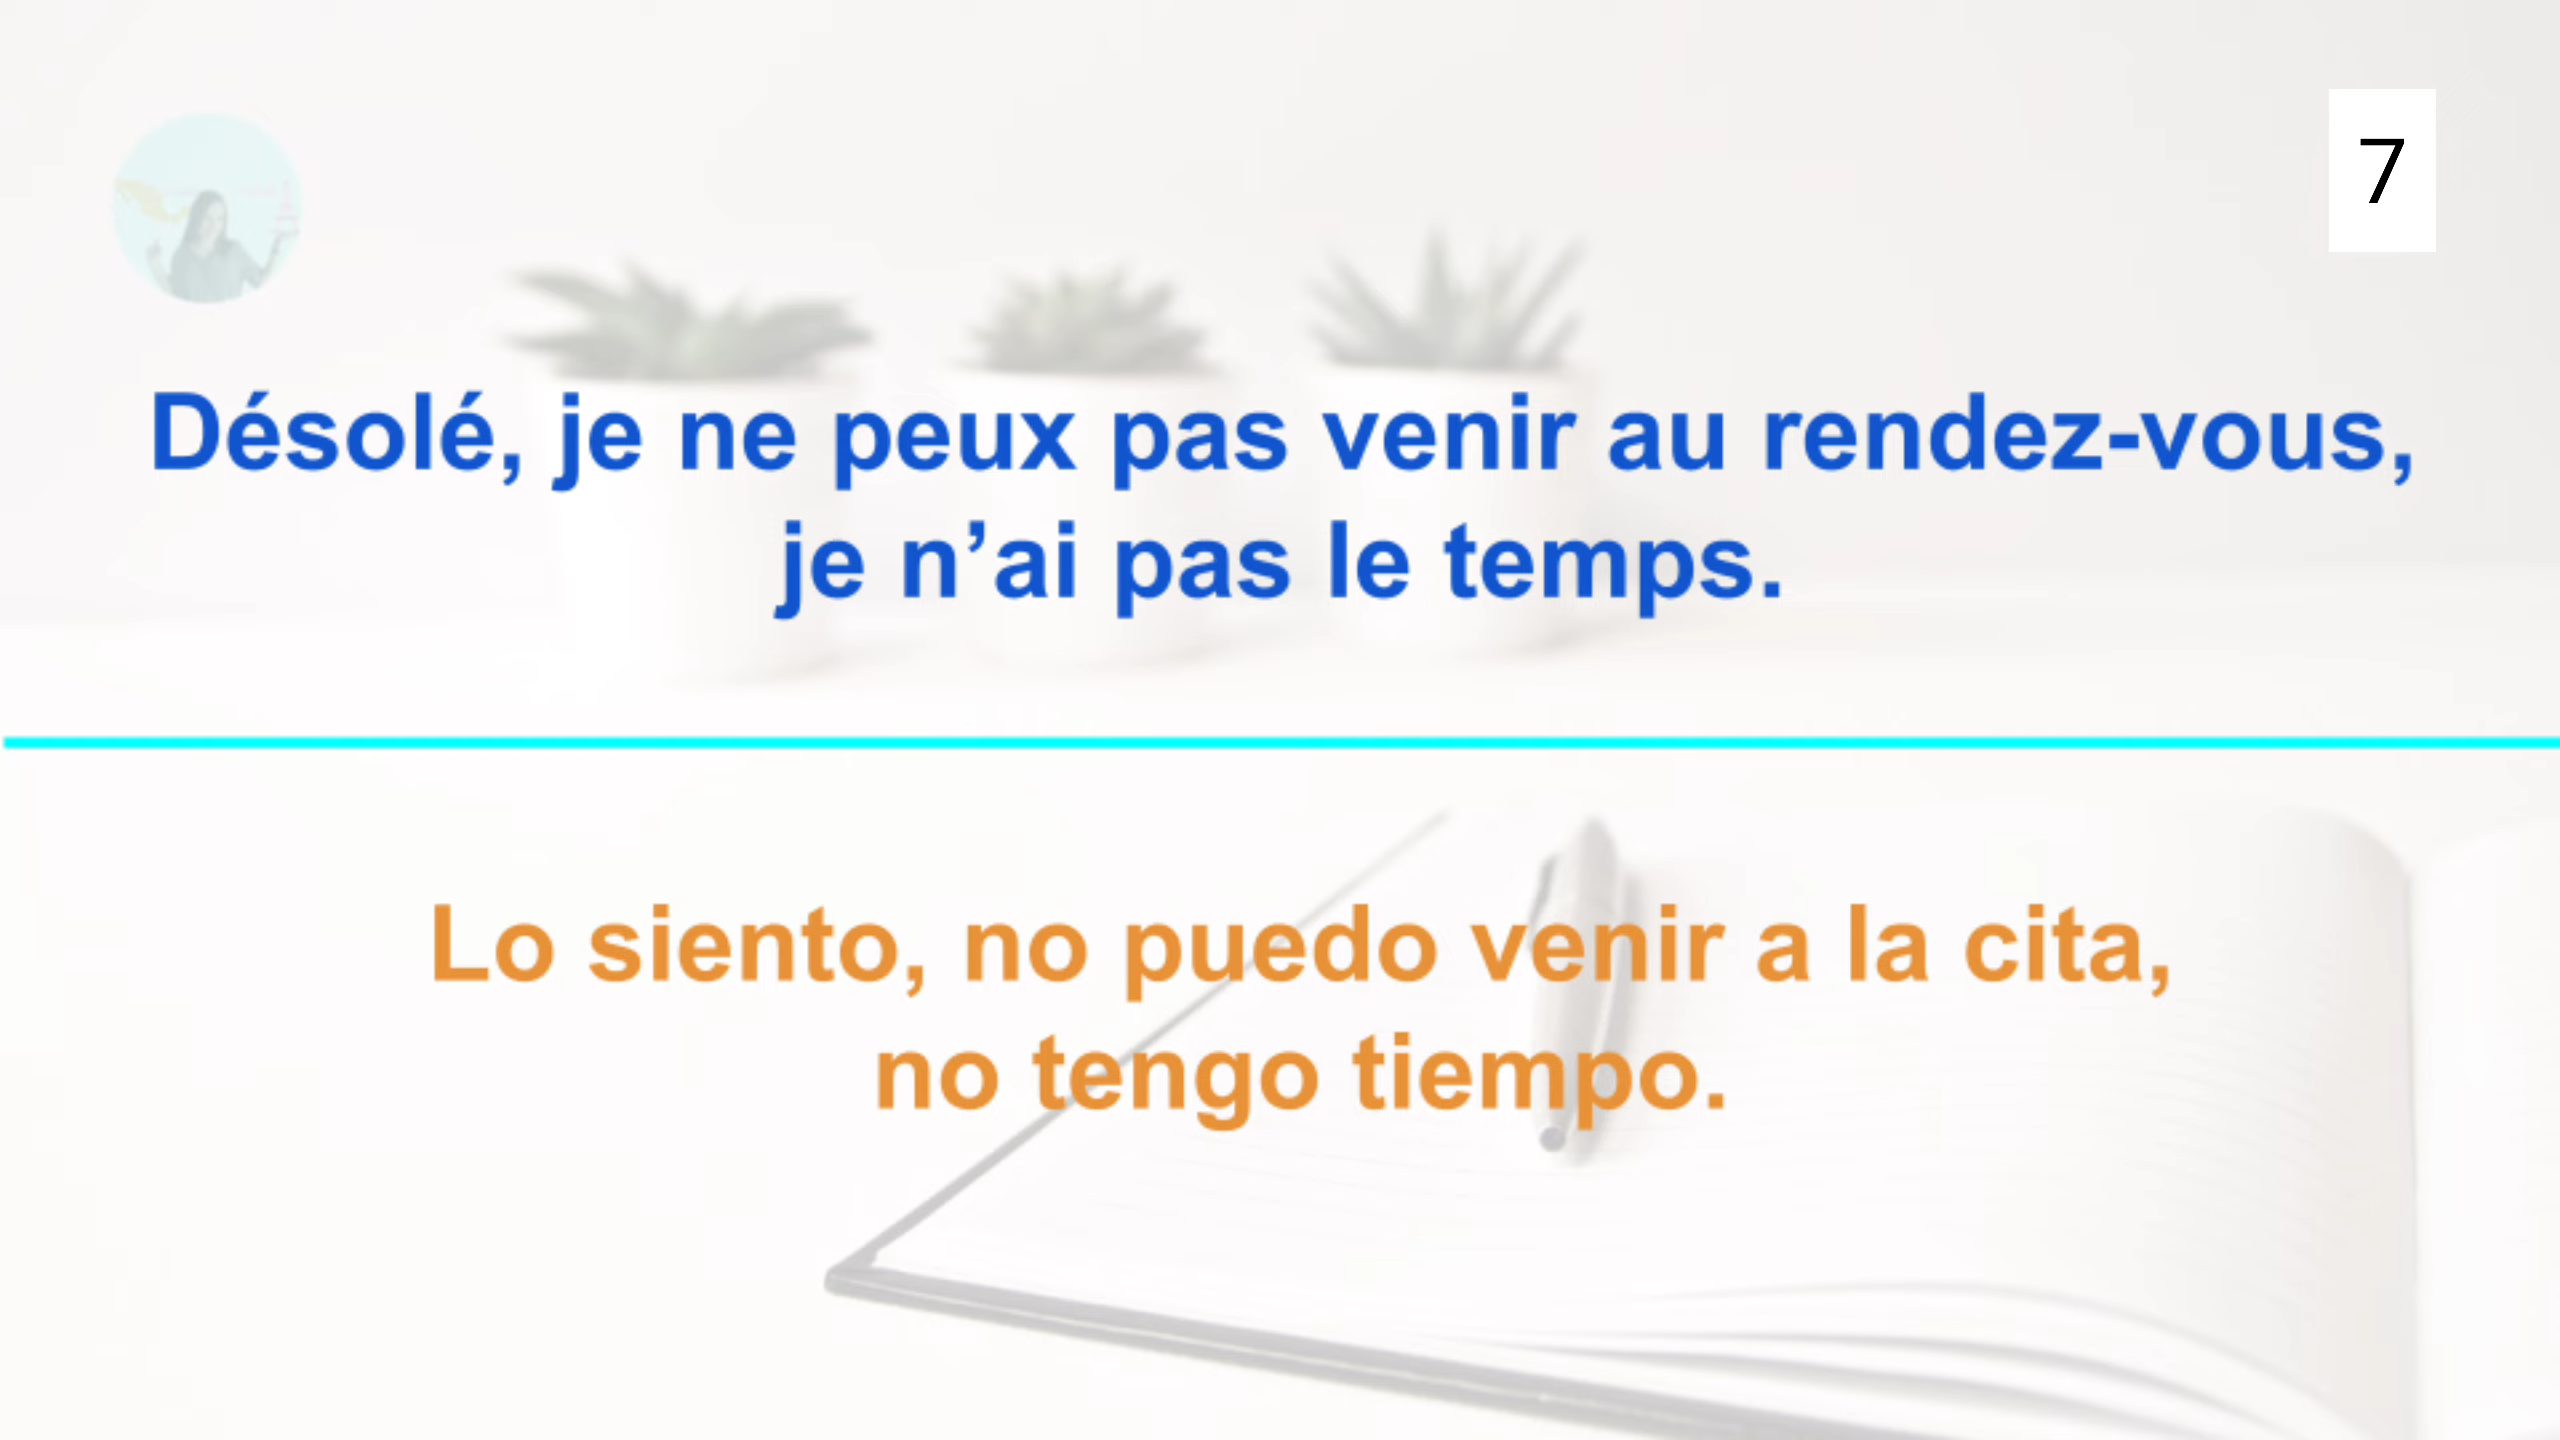 7
Désolé, je ne peux pas venir au rendez-vous,
je n’ai pas le temps.
Lo siento, no puedo venir a la cita,
no tengo tiempo.